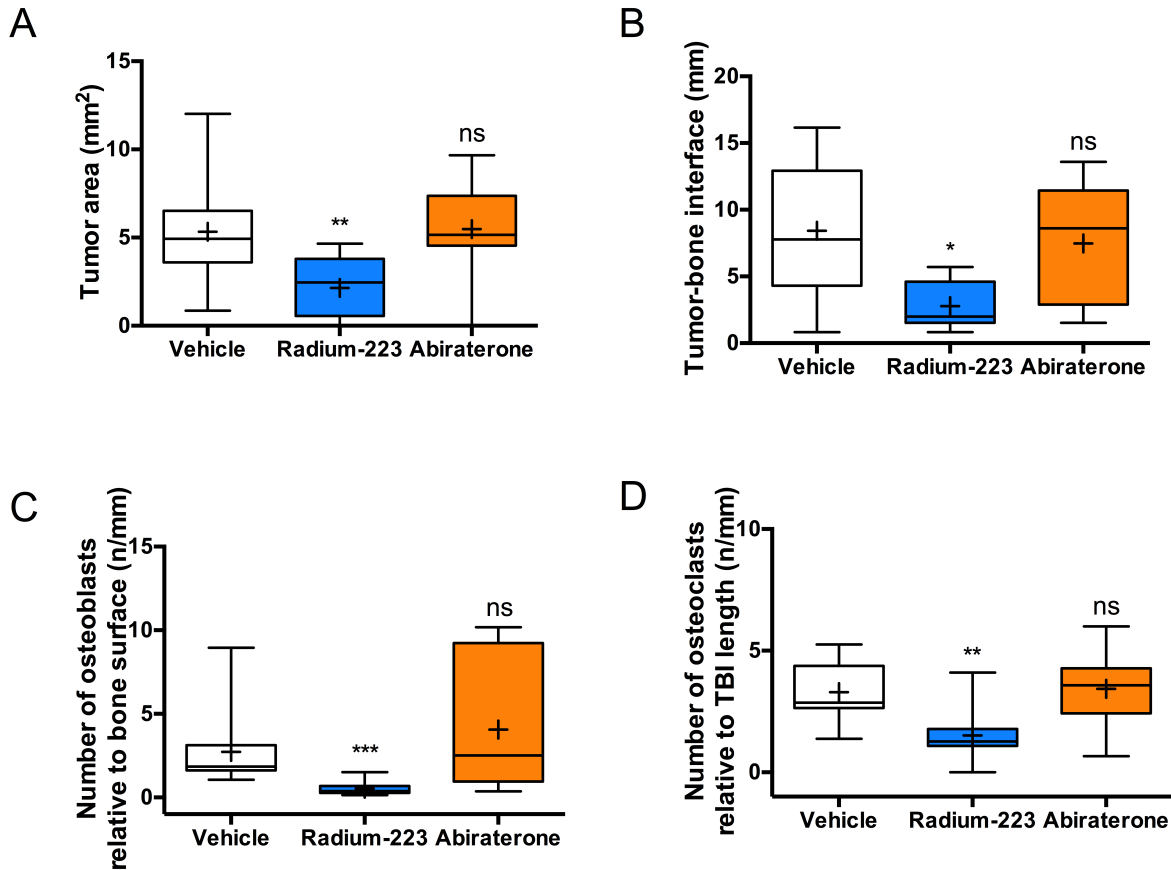 A
Tumor area (mm²)
15
10
5
0
**
ns
Vehicle
Radium-223
Abiraterone
B
Tumor-bone interface (mm)
20
15
10
5
0
*
ns
Vehicle
Radium-223
Abiraterone
C
Number of osteoblasts
relative to bone surface (n/mm)
15
10
5
0
***
ns
Vehicle
Radium-223
Abiraterone
D
Number of osteoclasts
relative to TBI length (n/mm)
10
5
0
**
ns
Vehicle
Radium-223
Abiraterone